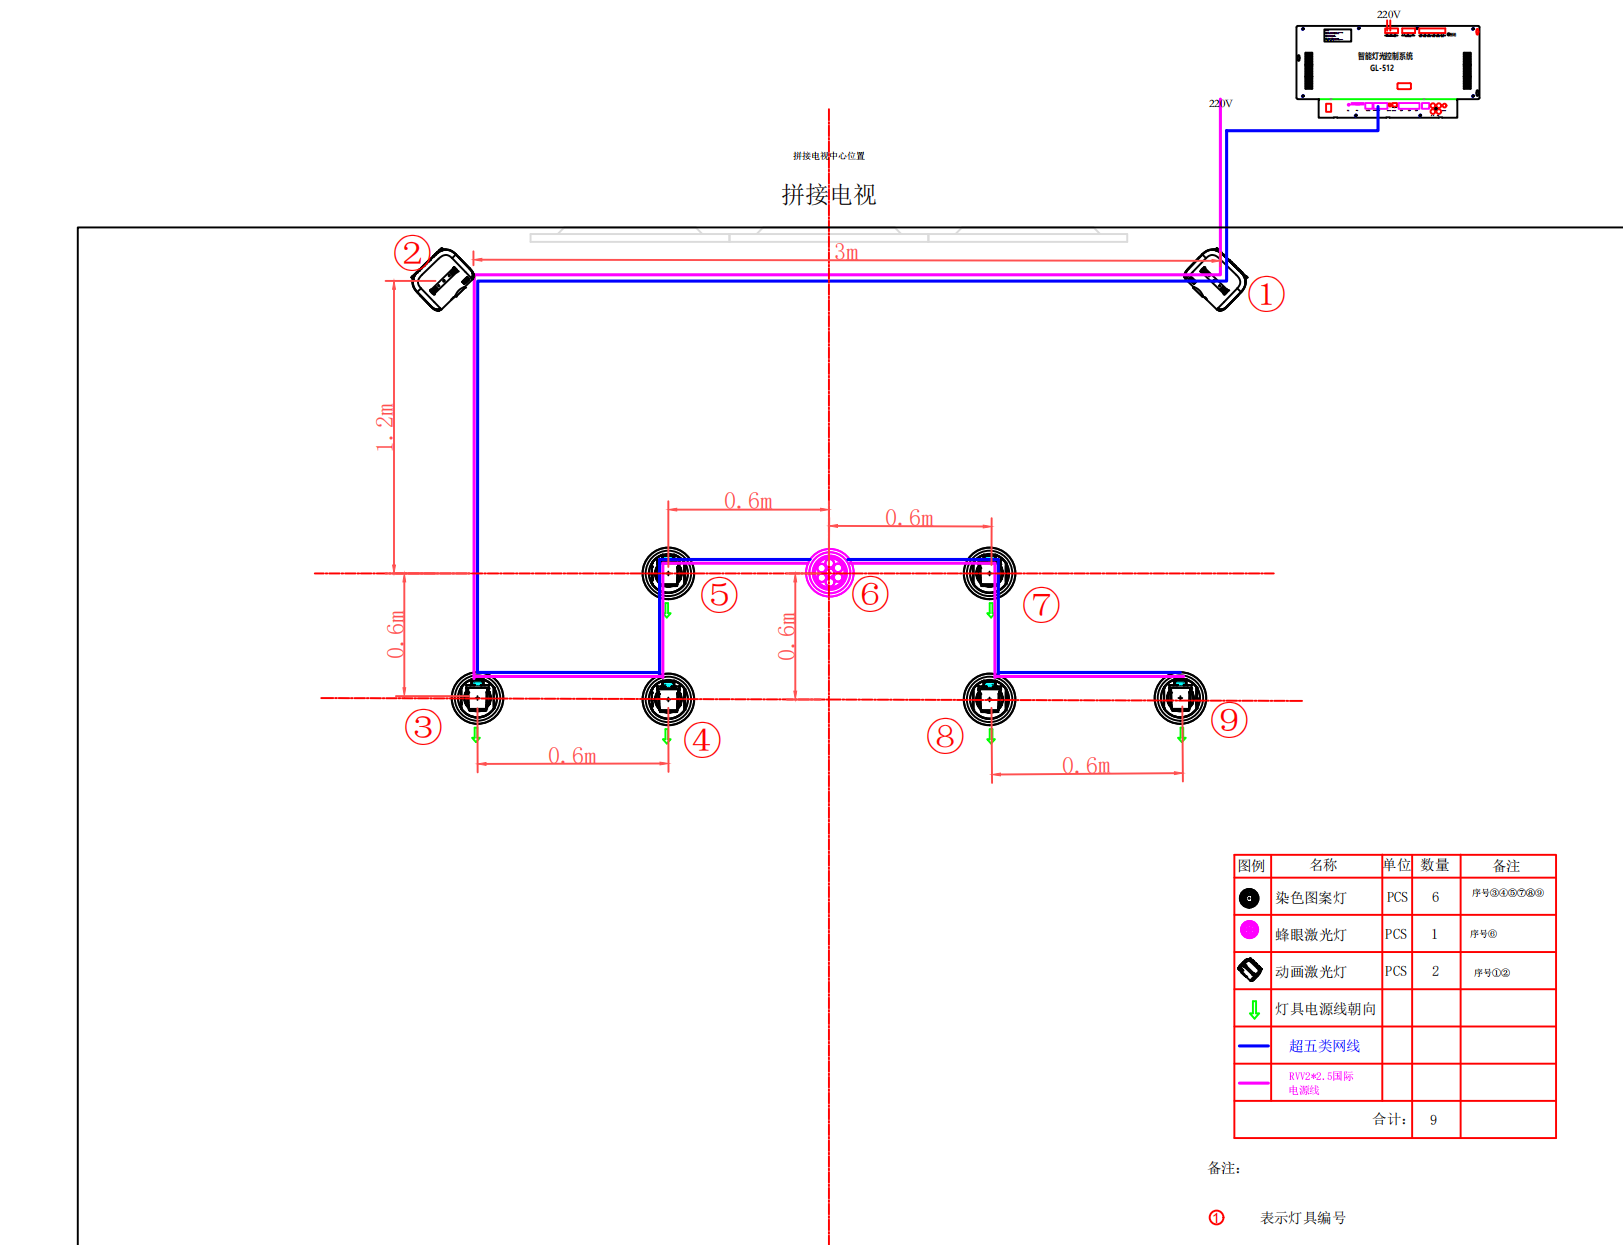 220V
智能灯光控制系统
GL-512
220V
拼接电视中心位置
拼接电视
3m
②
①
1.2m
0.6m
0.6m
⑤
⑥
⑦
0.6m
0.6m
③
④
⑧
⑨
0.6m
0.6m
图例 名称 单位 数量 备注
染色图案灯 PCS 6 序号③④⑤⑦⑧⑨
蜂眼激光灯 PCS 1 序号⑥
动画激光灯 PCS 2 序号①②
灯具电源线朝向
超五类网线
RVV2*2.5国际
电源线
合计: 9
备注:
① 表示灯具编号